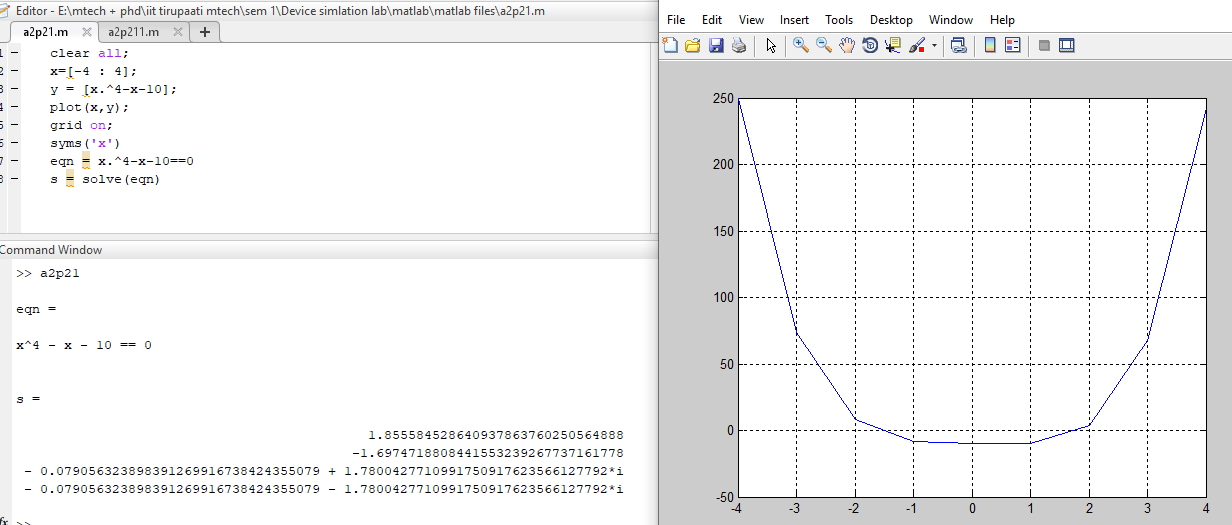 Editor - E:\mtech + phd\iit tirupaati mtech\sem 1\Device simlation lab\matlab\matlab files\a2p21.m
a2p21.m × a2p211.m × +
1 - clear all;
2 - x=[-4 : 4];
3 - y = [x.^4-x-10];
4 - plot(x,y);
5 - grid on;
6 - syms('x')
7 - eqn = x.^4-x-10==0
8 - s = solve(eqn)
Command Window
>> a2p21
eqn =
x^4 - x - 10 == 0
s =
1.855584528640937863760250564888
-1.6974718808441553239267737161778
- 0.079056323898391269916738424355079 + 1.7800427710991750917623566127792*i
- 0.079056323898391269916738424355079 - 1.7800427710991750917623566127792*i
fx >>
File Edit View Insert Tools Desktop Window Help
250
200
150
100
50
0
-50
-4 -3 -2 -1 0 1 2 3 4